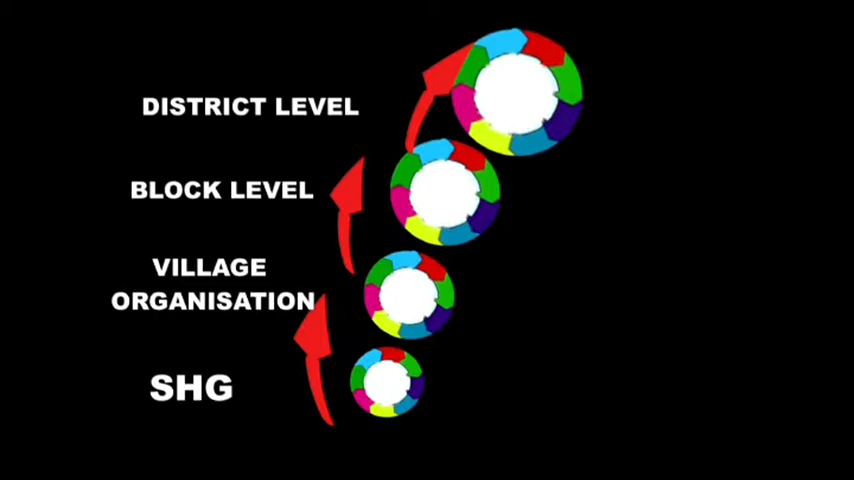 DISTRICT LEVEL
BLOCK LEVEL
VILLAGE
ORGANISATION
SHG